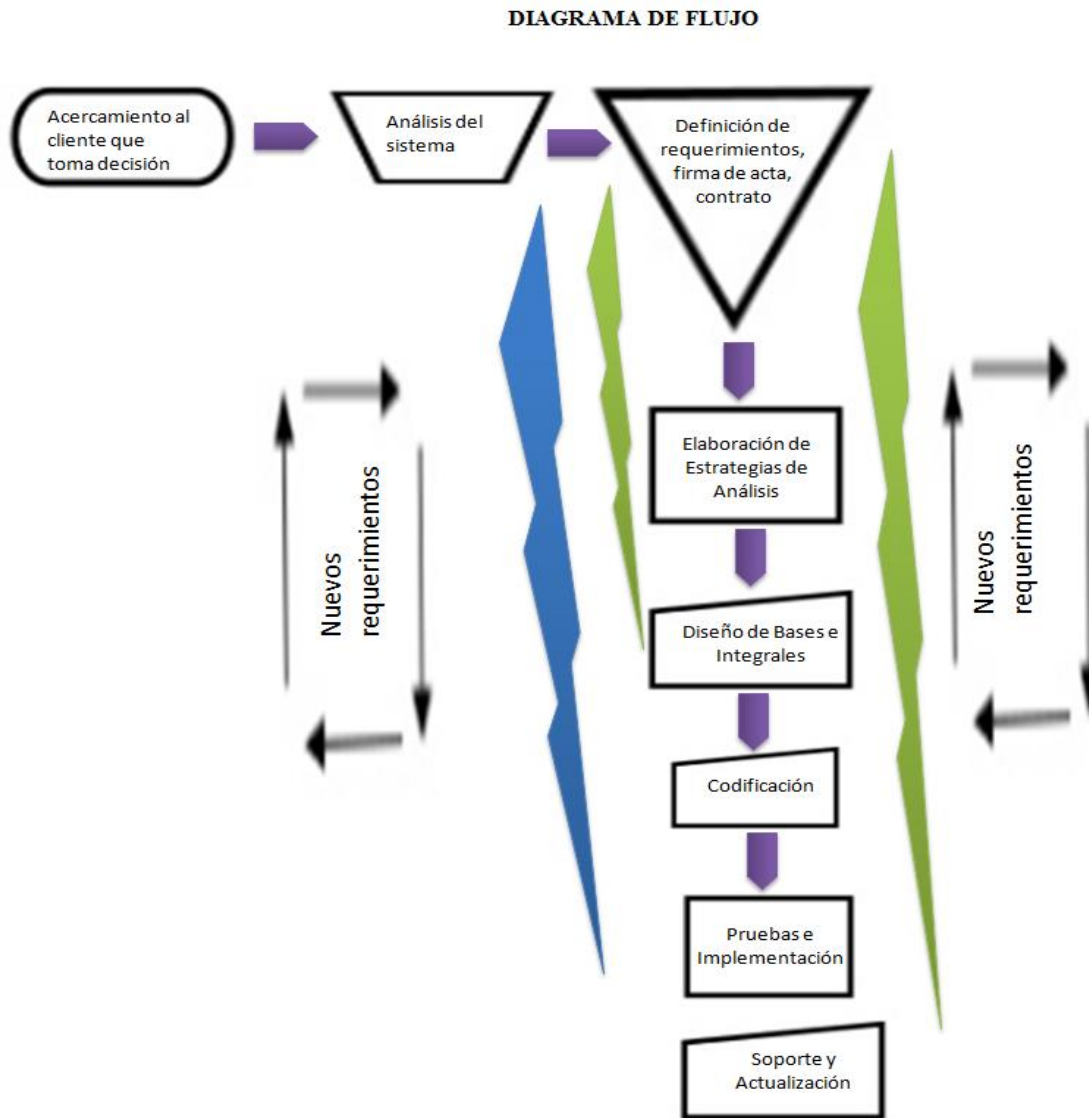 DIAGRAMA DE FLUJO
Acercamiento al
cliente que
toma decisión
Análisis del
sistema
Definición de
requerimientos,
firma de acta,
contrato
Elaboración de
Estrategias de
Análisis
Nuevos
requerimientos
Nuevos
requerimientos
Diseño de Bases e
Integrales
Codificación
Pruebas e
Implementación
Soporte y
Actualización